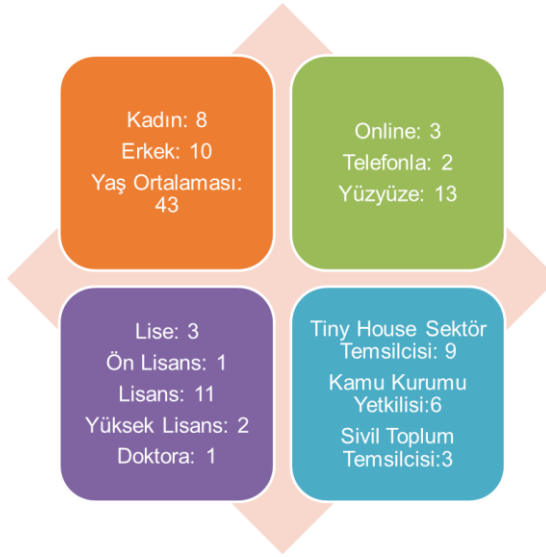 Kadın: 8
Erkek: 10
Yaş Ortalaması:
43
Online: 3
Telefonla: 2
Yüzyüze: 13
Lise: 3
Ön Lisans: 1
Lisans: 11
Yüksek Lisans: 2
Doktora: 1
Tiny House Sektör
Temsilcisi: 9
Kamu Kurumu
Yetkilisi:6
Sivil Toplum
Temsilcisi:3